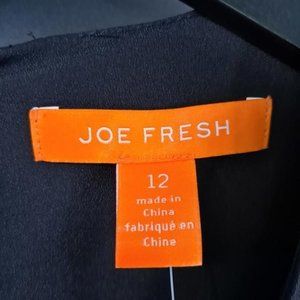 JOE FRESH
12
made in
China
fabriqué en
Chine